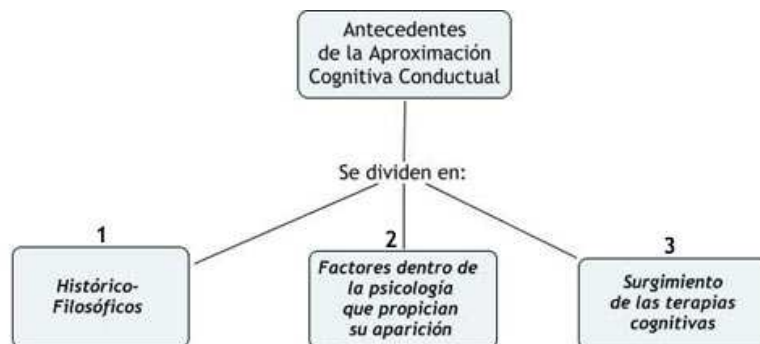 Antecedentes
de la Aproximación
Cognitiva Conductual
Se dividen en:
1
Histórico-
Filosóficos
2
Factores dentro de
la psicología
que propician
su aparición
3
Surgimiento
de las terapias
cognitivas